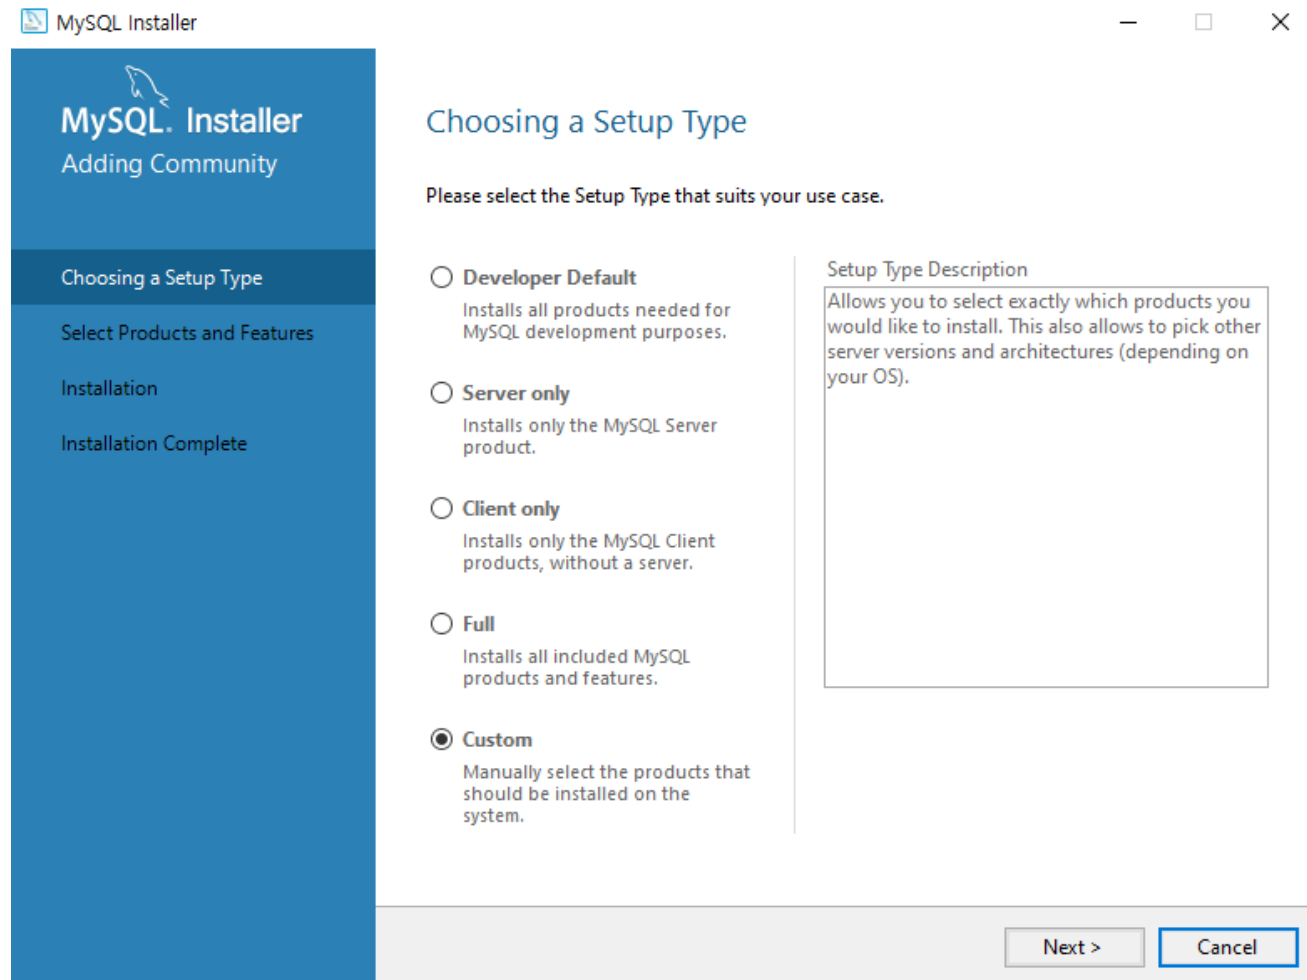 MySQL Installer
MySQL. Installer
Adding Community
Choosing a Setup Type
Select Products and Features
Installation
Installation Complete
Choosing a Setup Type
Please select the Setup Type that suits your use case.
Developer Default
Installs all products needed for
MySQL development purposes.
Server only
Installs only the MySQL Server
product.
Client only
Installs only the MySQL Client
products, without a server.
Full
Installs all included MySQL
products and features.
Custom
Manually select the products that
should be installed on the
system.
Setup Type Description
Allows you to select exactly which products you
would like to install. This also allows to pick other
server versions and architectures (depending on
your OS).
Next >
Cancel